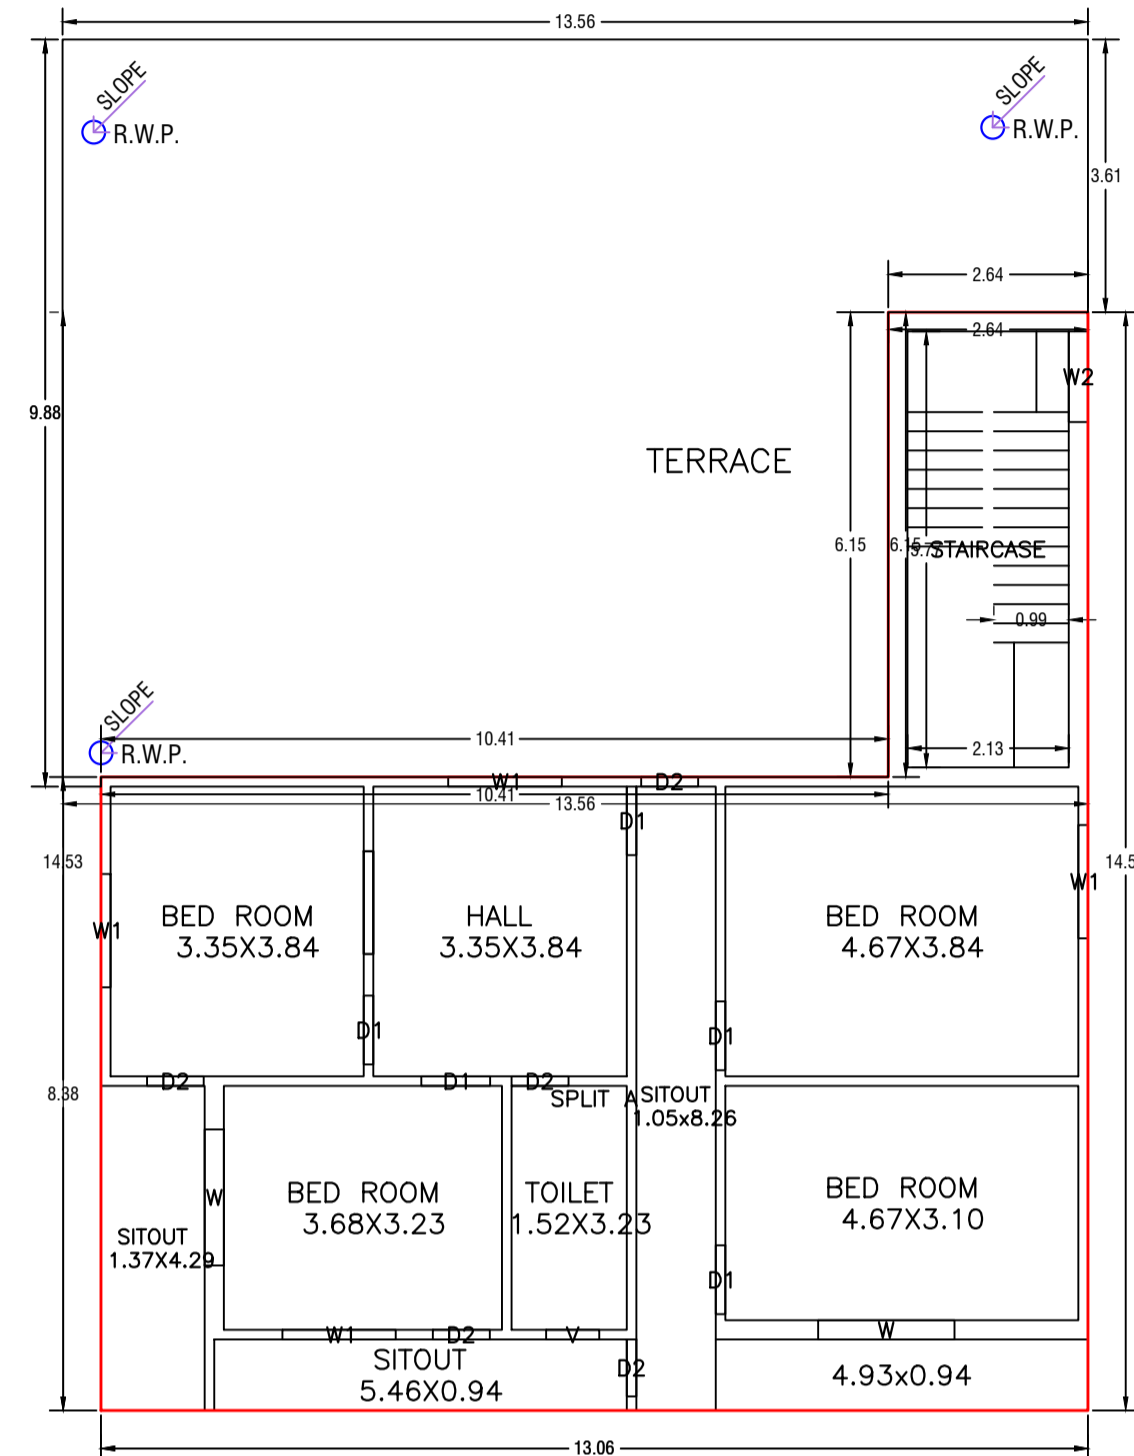 13.56
SLOPE
R.W.P.
SLOPE
R.W.P.
3.61
2.64
2.64
W2
9.88
TERRACE
6.15
6.15
STAIRCASE
0.99
SLOPE
R.W.P.
10.41
2.13
W1
D2
10.41
13.56
D1
14.53
W1
BED ROOM
3.35X3.84
HALL
3.35X3.84
BED ROOM
4.67X3.84
W1
D1
D1
D2
D1
D2
8.38
SPLIT A
SITOUT
1.05x8.26
W
BED ROOM
3.68X3.23
TOILET
1.52X3.23
BED ROOM
4.67X3.10
SITOUT
1.37X4.29
D1
W1
D2
V
W
SITOUT
5.46X0.94
D2
4.93x0.94
13.06